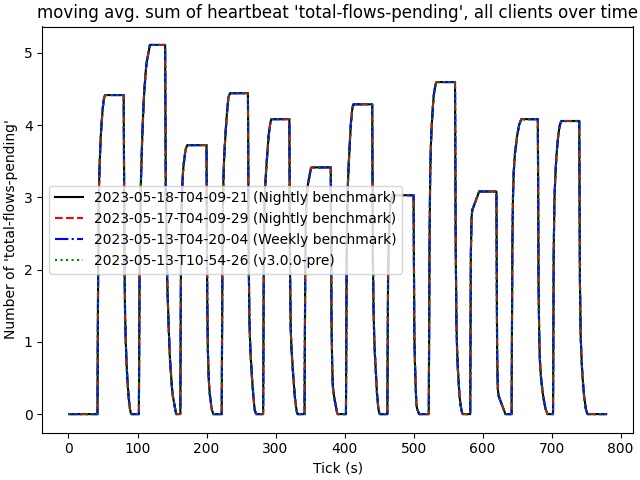 moving avg. sum of heartbeat 'total-flows-pending', all clients over time
Number of 'total-flows-pending'
5
4
3
2
1
0
2023-05-18-T04-09-21 (Nightly benchmark)
2023-05-17-T04-09-29 (Nightly benchmark)
2023-05-13-T04-20-04 (Weekly benchmark)
2023-05-13-T10-54-26 (v3.0.0-pre)
0 100 200 300 400 500 600 700 800
Tick (s)